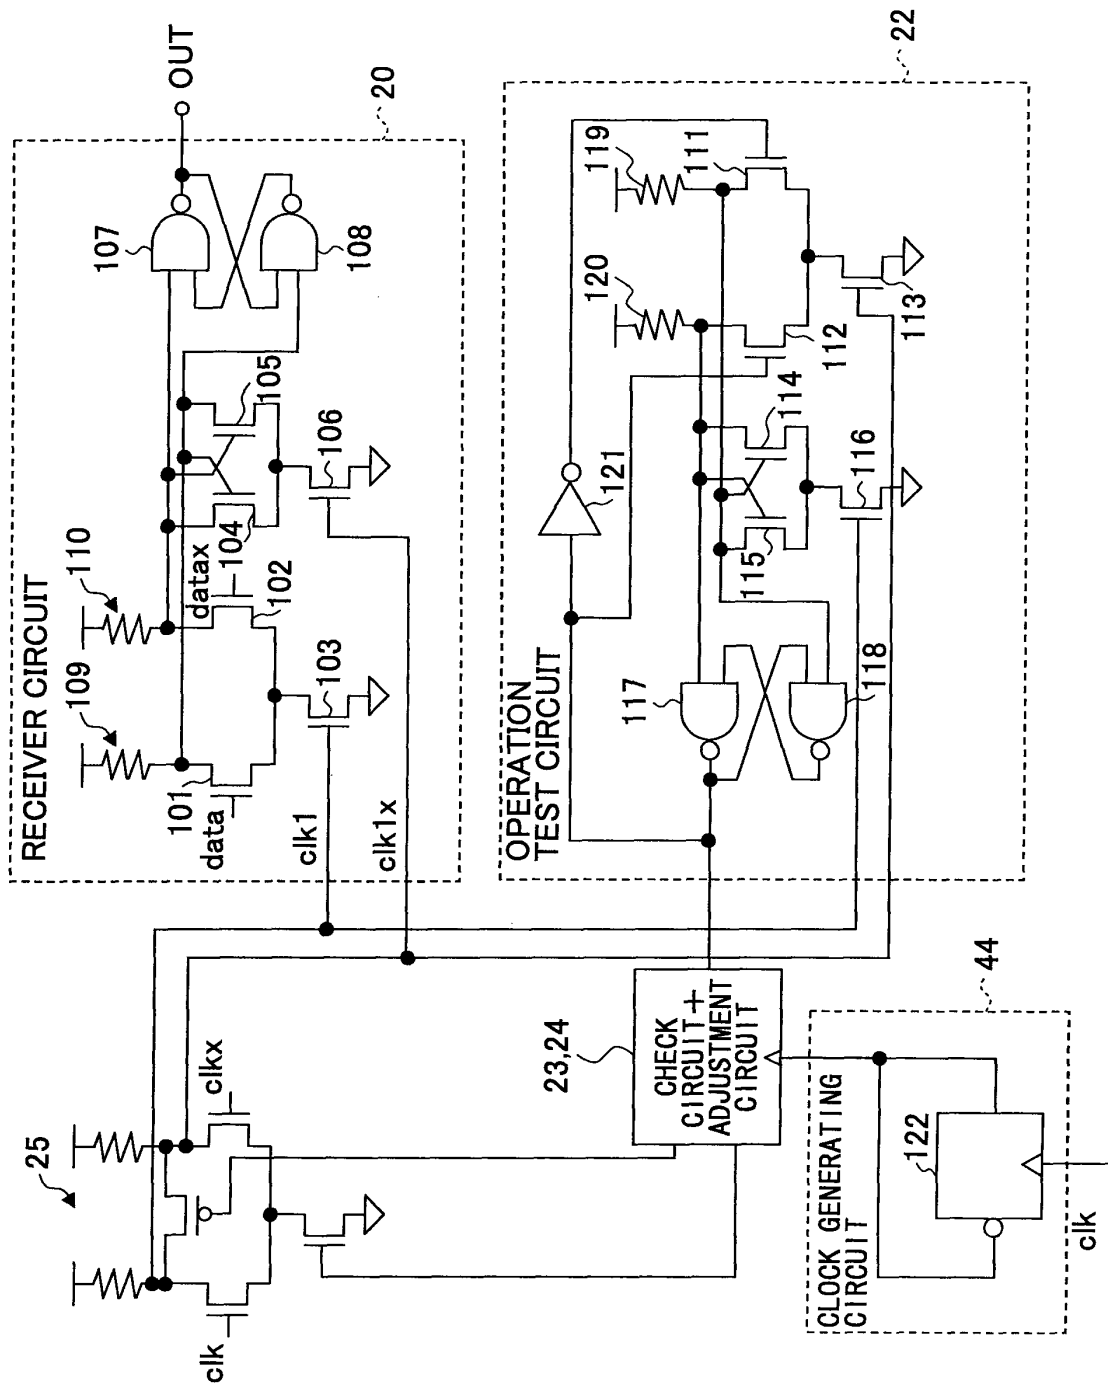 25
clk
clkx
RECEIVER CIRCUIT
20
109
110
data
101
datax
102
103
104
105
106
107
108
OUT
clk1
clk1x
23,24
CHECK
CIRCUIT+
ADJUSTMENT
CIRCUIT
OPERATION
TEST CIRCUIT
22
117
118
121
120
119
115
114
116
112
111
113
CLOCK GENERATING
CIRCUIT
44
122
clk